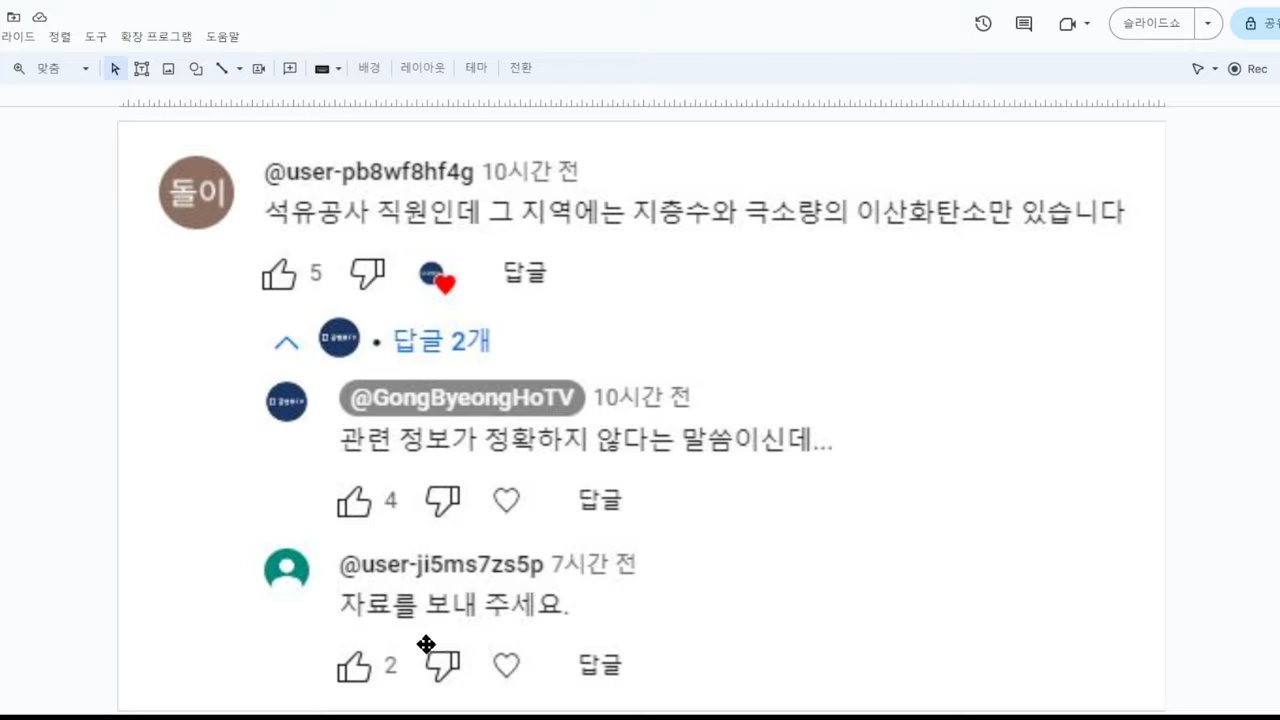 라이드 정렬 도구 확장 프로그램 도움말
슬라이드쇼
맞춤 배경 레이아웃 테마 전환 Rec
돌이
@user-pb8wf8hf4g 10시간 전
석유공사 직원인데 그 지역에는 지층수와 극소량의 이산화탄소만 있습니다
5 답글
• 답글 2개
@GongByeongHoTV 10시간 전
관련 정보가 정확하지 않다는 말씀이신데...
4 답글
@user-ji5ms7zs5p 7시간 전
자료를 보내 주세요.
2 답글